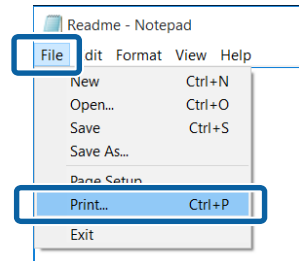 Readme - Notepad
File dit Format View Help
New Ctrl+N
Open... Ctrl+O
Save Ctrl+S
Save As...
Page Setup
Print... Ctrl+P
Exit